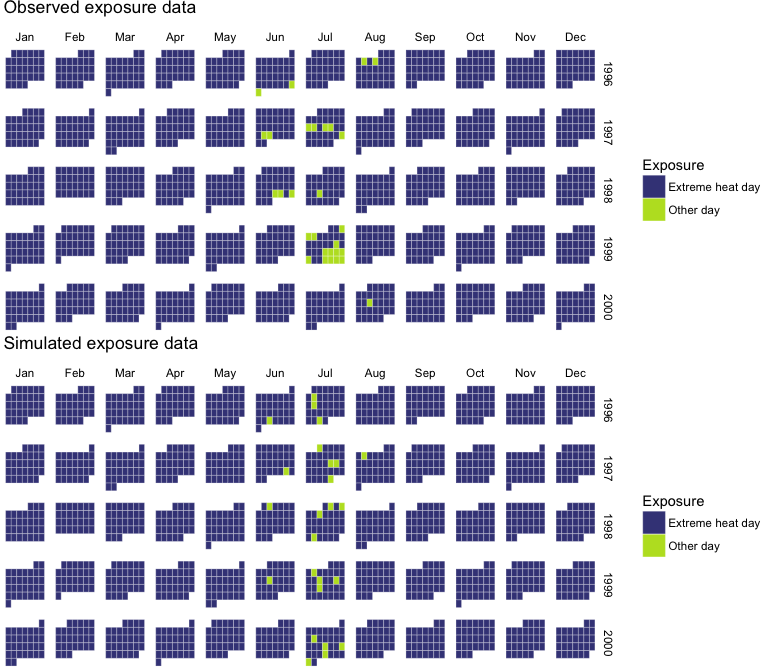 Observed exposure data
Jan Feb Mar Apr May Jun Jul Aug Sep Oct Nov Dec
1996
1997
1998
1999
2000
Exposure
Extreme heat day
Other day
Simulated exposure data
Jan Feb Mar Apr May Jun Jul Aug Sep Oct Nov Dec
1996
1997
1998
1999
2000
Exposure
Extreme heat day
Other day